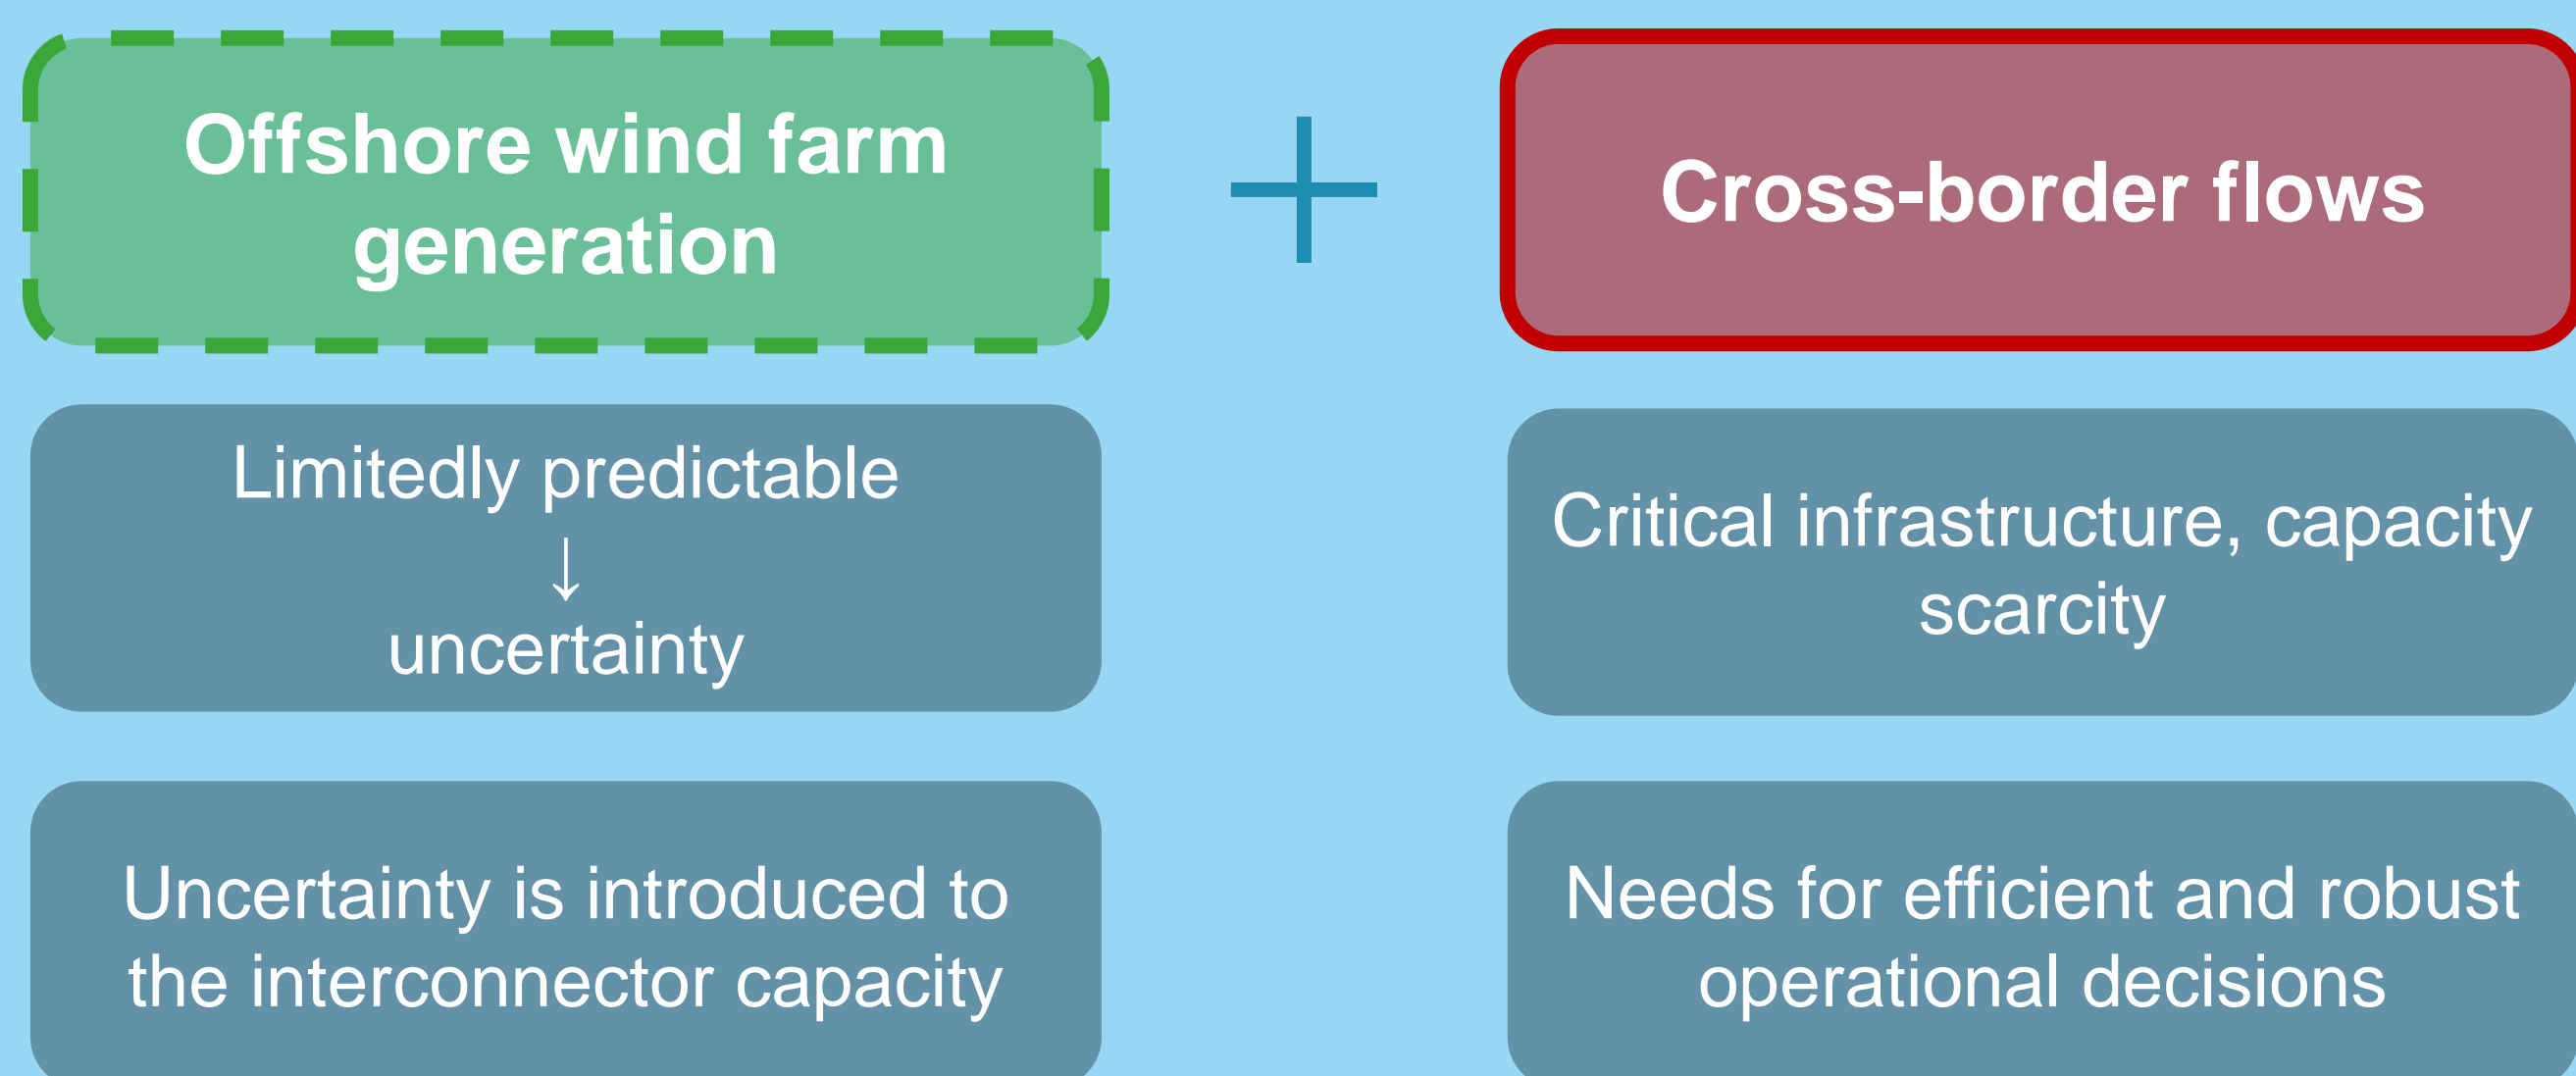 Offshore wind farm
generation
Cross-border flows
Limitedly predictable
↓
uncertainty
Critical infrastructure, capacity
scarcity
Uncertainty is introduced to
the interconnector capacity
Needs for efficient and robust
operational decisions